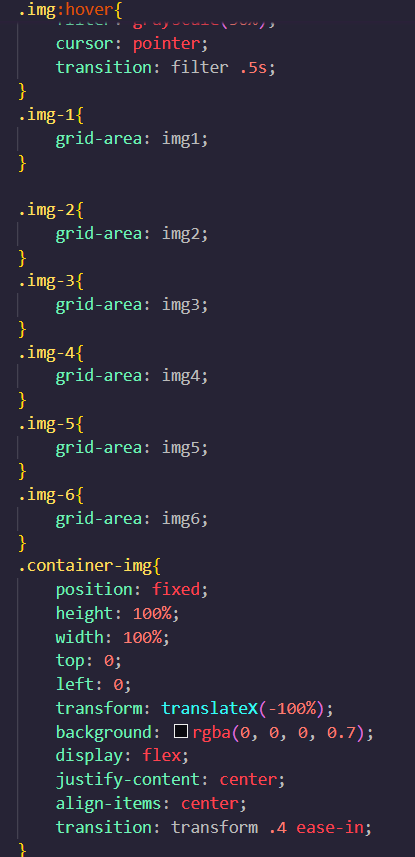 .img:hover{
filter: grayscale(50%);
cursor: pointer;
transition: filter .5s;
}
.img-1{
grid-area: img1;
}
.img-2{
grid-area: img2;
}
.img-3{
grid-area: img3;
}
.img-4{
grid-area: img4;
}
.img-5{
grid-area: img5;
}
.img-6{
grid-area: img6;
}
.container-img{
position: fixed;
height: 100%;
width: 100%;
top: 0;
left: 0;
transform: translateX(-100%);
background: rgba(0, 0, 0, 0.7);
display: flex;
justify-content: center;
align-items: center;
transition: transform .4 ease-in;
}